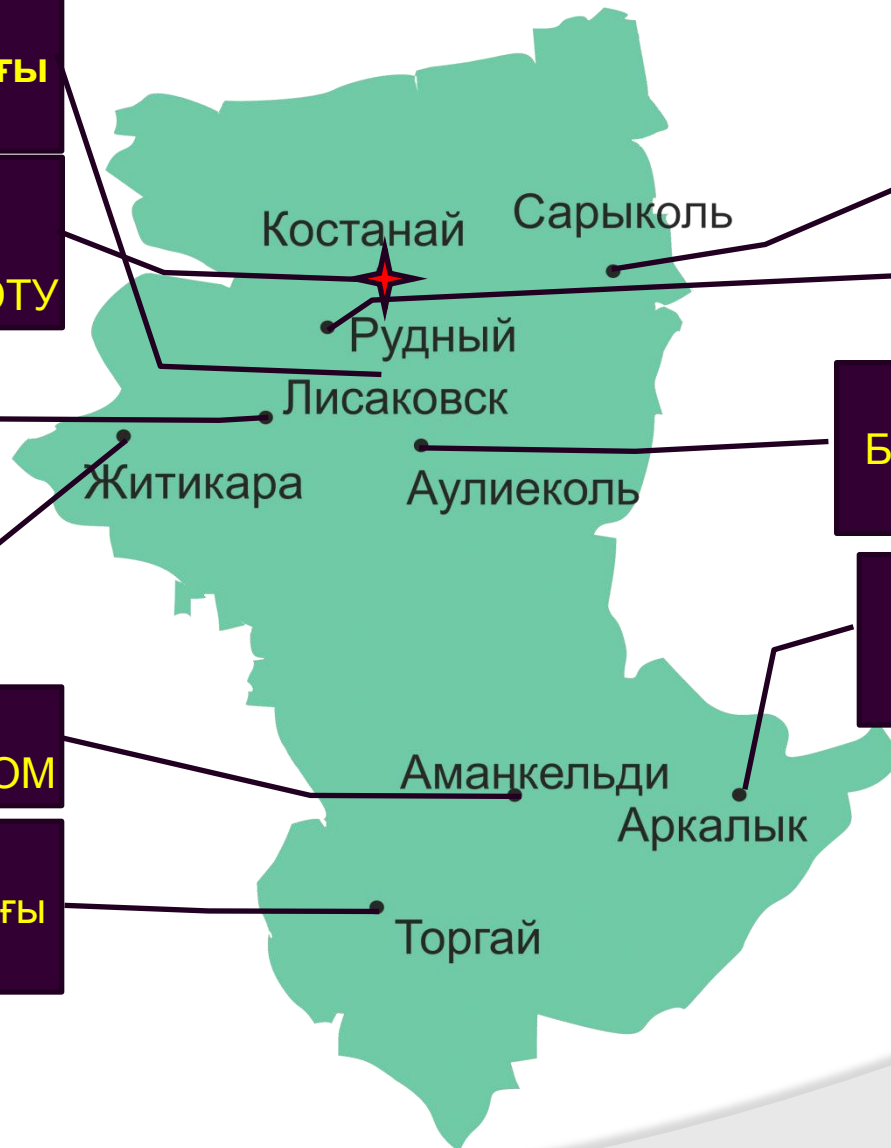 ғы
ОТУ
Костанай
Сарыколь
Рудный
Лисаковск
Житикара
Аулиеколь
Б
ОМ
Аманкельди
Аркалык
ғы
Торгай